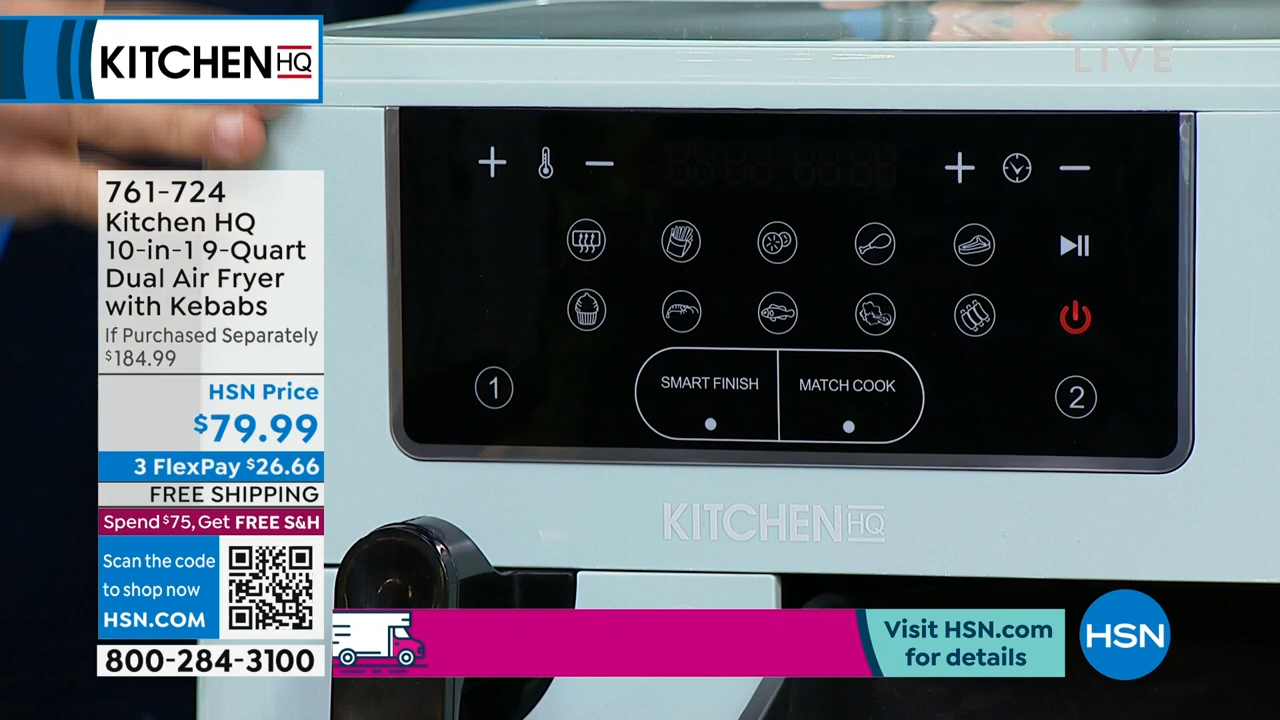 KITCHEN HQ
LIVE
761-724
Kitchen HQ
10-in-1 9-Quart
Dual Air Fryer
with Kebabs
If Purchased Separately
$184.99
HSN Price
$79.99
3 FlexPay $26.66
FREE SHIPPING
Spend $75, Get FREE S&H
Scan the code
to shop now
HSN.COM
800-284-3100
SMART FINISH
MATCH COOK
1
2
KITCHEN HQ
Visit HSN.com
for details
HSN